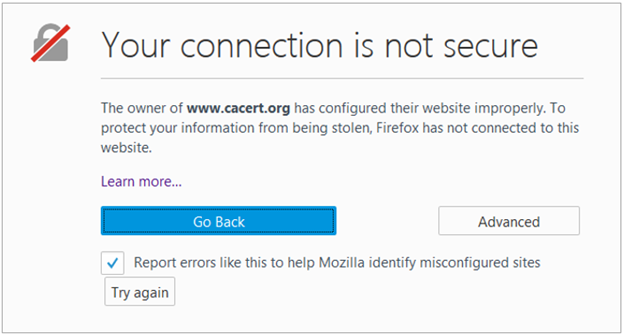 Your connection is not secure
The owner of www.cacert.org has configured their website improperly. To
protect your information from being stolen, Firefox has not connected to this
website.
Learn more...
Go Back
Advanced
Report errors like this to help Mozilla identify misconfigured sites
Try again